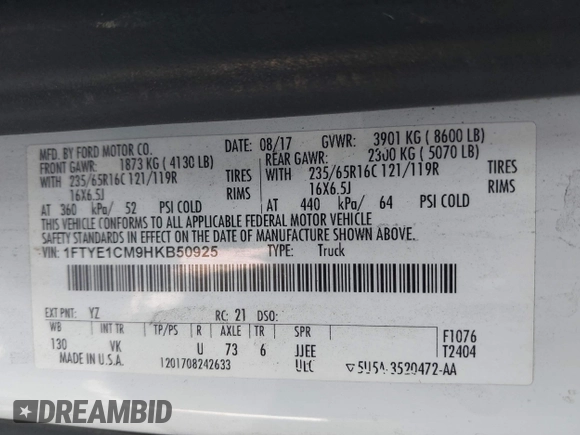 MFD. BY FORD MOTOR CO. DATE: 08/17 GVWR: 3901 KG ( 8600 LB)
FRONT GAWR: 1873 KG ( 4130 LB) REAR GAWR: 2300 KG ( 5070 LB)
WITH 235/65R16C 121/119R TIRES WITH 235/65R16C 121/119R TIRES
16X6.5J RIMS 16X6.5J RIMS
AT 360 kPa/ 52 PSI COLD AT 440 kPa/ 64 PSI COLD
THIS VEHICLE CONFORMS TO ALL APPLICABLE FEDERAL MOTOR VEHICLE
SAFETY STANDARDS IN EFFECT ON THE DATE OF MANUFACTURE SHOWN ABOVE.
VIN: 1FTYE1CM9HKB50925 TYPE: Truck
EXT PNT: YZ RC: 21 DSO:
WB INT TR TP/PS R AXLE TR SPR F1076
130 VK U 73 6 JJEE T2404
MADE IN U.S.A. 1201708242633 ULC 5U5A-3520472-AA
DREAMBID